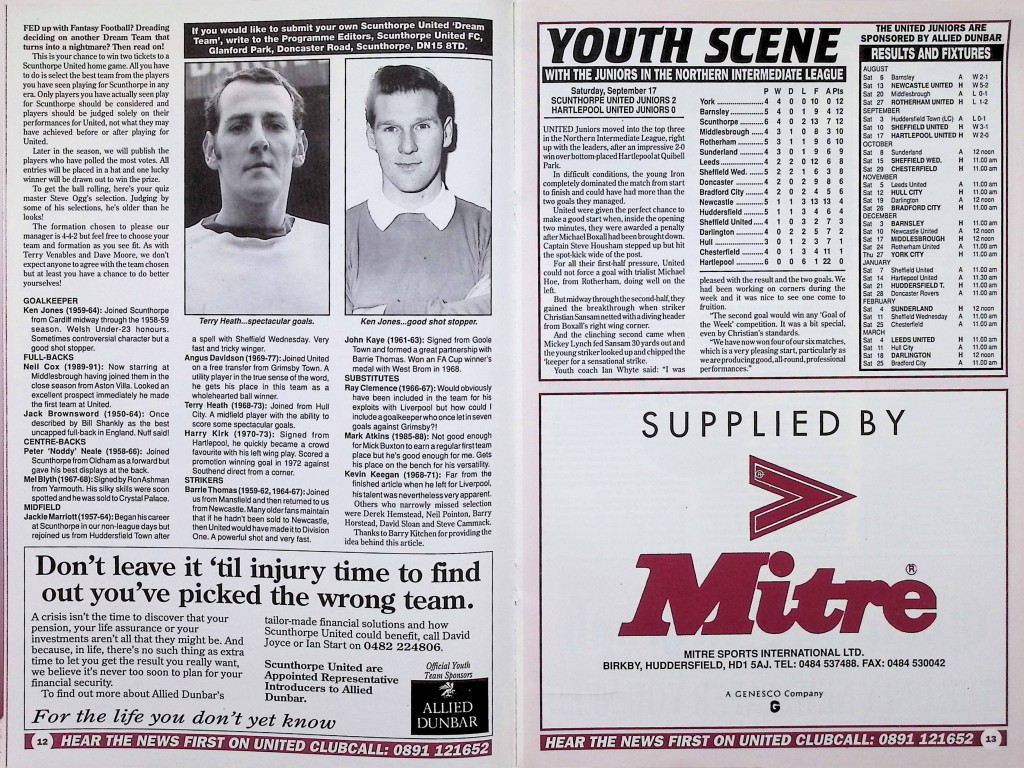 FED up with Fantasy Football? Dreading
deciding on another Dream Team that
turns into a nightmare? Then read on!
This is your chance to win two tickets to a
Scunthorpe United home game. All you have
to do is select the best team from the players
you have seen playing for Scunthorpe in any
era. Only players you have actually seen play
for Scunthorpe should be considered and
players should be judged solely on their
performances for United, not what they may
have achieved before or after playing for
United.
Later in the season, we will publish the
players who have polled the most votes. All
entries will be placed in a hat and one lucky
winner will be drawn out to win the prize.
To get the ball rolling, here's your quiz
master Steve Ogg's selection. Judging by
some of his selections, he's older than he
looks!
The formation chosen to please our
manager is 4-4-2 but feel free to choose your
team and formation as you see fit. As with
Terry Venables and Dave Moore, we don't
expect anyone to agree with the team chosen
but at least you have a chance to do better
yourselves!
GOALKEEPER
Ken Jones (1959-64): Joined Scunthorpe
from Cardiff midway through the 1958-59
season. Welsh Under-23 honours.
Sometimes controversial character but a
good shot stopper.
FULL-BACKS
Neil Cox (1989-91): Now starring at
Middlesbrough having joined them in the
close season from Aston Villa. Looked an
excellent prospect immediately he made
the first team at United.
Jack Brownsword (1950-64): Once
described by Bill Shankly as the best
uncapped full-back in England. Nuff said!
CENTRE-BACKS
Peter 'Noddy' Neale (1958-66): Joined
Scunthorpe from Oldham as a forward but
gave his best displays at the back.
Mel Blyth (1967-68): Signed by Ron Ashman
from Yarmouth. His silky skills were soon
spotted and he was sold to Crystal Palace.
MIDFIELD
Jackie Marriott (1957-64): Began his career
at Scunthorpe in our non-league days but
rejoined us from Huddersfield Town after
If you would like to submit your own Scunthorpe United 'Dream
Team', write to the Programme Editors, Scunthorpe United FC,
Glanford Park, Doncaster Road, Scunthorpe, DN15 8TD.
Terry Heath...spectacular goals.
Ken Jones...good shot stopper.
a spell with Sheffield Wednesday. Very
fast and tricky winger.
Angus Davidson (1969-77): Joined United
on a free transfer from Grimsby Town. A
utility player in the true sense of the word,
he gets his place in this team as a
wholehearted ball winner.
Terry Heath (1968-73): Joined from Hull
City. A midfield player with the ability to
score some spectacular goals.
Harry Kirk (1970-73): Signed from
Hartlepool, he quickly became a crowd
favourite with his left wing play. Scored a
promotion winning goal in 1972 against
Southend direct from a corner.
STRIKERS
Barrie Thomas (1959-62, 1964-67): Joined
us from Mansfield and then returned to us
from Newcastle. Many older fans maintain
that if he hadn't been sold to Newcastle,
then United would have made it to Division
One. A powerful shot and very fast.
John Kaye (1961-63): Signed from Goole
Town and formed a great partnership with
Barrie Thomas. Won an FA Cup winner's
medal with West Brom in 1968.
SUBSTITUTES
Ray Clemence (1966-67): Would obviously
have been included in the team for his
exploits with Liverpool but how could I
include a goalkeeper who once let in seven
goals against Grimsby?!
Mark Atkins (1985-88): Not good enough
for Mick Buxton to earn a regular first team
place but he's good enough for me. Gets
his place on the bench for his versatility.
Kevin Keegan (1968-71): Far from the
finished article when he left for Liverpool,
his talent was nevertheless very apparent.
Others who narrowly missed selection
were Derek Hemstead, Neil Pointon, Barry
Horstead, David Sloan and Steve Cammack.
Thanks to Barry Kitchen for providing the
idea behind this article.
Don't leave it 'til injury time to find
out you've picked the wrong team.
A crisis isn't the time to discover that your
pension, your life assurance or your
investments aren't all that they might be. And
because, in life, there's no such thing as extra
time to let you get the result you really want,
we believe it's never too soon to plan for your
financial security.
To find out more about Allied Dunbar's
tailor-made financial solutions and how
Scunthorpe United could benefit, call David
Joyce or Ian Start on 0482 224806.
Scunthorpe United are
Appointed Representative
Introducers to Allied
Dunbar.
Official Youth
Team Sponsors
ALLIED
DUNBAR
For the life you don't yet know
12 HEAR THE NEWS FIRST ON UNITED CLUBCALL: 0891 121652
YOUTH SCENE
WITH THE JUNIORS IN THE NORTHERN INTERMEDIATE LEAGUE
Saturday, September 17
SCUNTHORPE UNITED JUNIORS 2
HARTLEPOOL UNITED JUNIORS 0
UNITED Juniors moved into the top three
in the Northern Intermediate League, right
up with the leaders, after an impressive 2-0
win over bottom-placed Hartlepool at Quibell
Park.
In difficult conditions, the young Iron
completely dominated the match from start
to finish and could have had more than the
two goals they managed.
United were given the perfect chance to
make a good start when, inside the opening
two minutes, they were awarded a penalty
after Michael Boxall had been brought down.
Captain Steve Housham stepped up but hit
the spot-kick wide of the post.
For all their first-half pressure, United
could not force a goal with trialist Michael
Hoe, from Rotherham, doing well on the
left.
But midway through the second-half, they
gained the breakthrough when striker
Christian Sansam netted with a diving header
from Boxall's right wing corner.
And the clinching second came when
Mickey Lynch fed Sansam 30 yards out and
the young striker looked up and chipped the
'keeper for a sensational strike.
Youth coach Ian Whyte said: "I was
P W D L F A Pts
York 4 4 0 0 10 0 12
Barnsley 5 4 0 1 9 4 12
Scunthorpe 6 4 0 2 13 7 12
Middlesbrough 4 3 1 0 8 3 10
Rotherham 5 3 1 1 9 6 10
Sunderland 4 3 0 1 9 6 9
Leeds 4 2 2 0 12 6 8
Sheffield Wed. 5 2 2 1 6 3 8
Doncaster 4 2 0 2 9 8 6
Bradford City 4 2 0 2 4 5 6
Newcastle 5 1 1 3 13 13 4
Huddersfield 5 1 1 3 4 6 4
Sheffield United 4 1 0 3 2 7 3
Darlington 4 0 2 2 5 7 2
Hull 3 0 1 2 3 7 1
Chesterfield 4 0 1 3 4 11 1
Hartlepool 6 0 0 6 1 22 0
pleased with the result and the two goals. We
had been working on corners during the
week and it was nice to see one come to
fruition.
"The second goal would win any 'Goal of
the Week' competition. It was a bit special,
even by Christian's standards.
"We have now won four of our six matches,
which is a very pleasing start, particularly as
we are producing good, all-round, professional
performances."
THE UNITED JUNIORS ARE
SPONSORED BY ALLIED DUNBAR
RESULTS AND FIXTURES
AUGUST
Sat 6 Barnsley A W 2-1
Sat 13 NEWCASTLE UNITED H W 5-2
Sat 20 Middlesbrough A L 0-1
Sat 27 ROTHERHAM UNITED H L 1-2
SEPTEMBER
Sat 3 Huddersfield Town (LC) A L 0-1
Sat 10 SHEFFIELD UNITED H W 3-1
Sat 17 HARTLEPOOL UNITED H W 2-0
OCTOBER
Sat 8 Sunderland A 12 noon
Sat 15 SHEFFIELD WED. H 11.00 am
Sat 29 CHESTERFIELD H 11.00 am
NOVEMBER
Sat 5 Leeds United A 11.00 am
Sat 12 HULL CITY H 11.00 am
Sat 19 Darlington A 12 noon
Sat 26 BRADFORD CITY H 11.00 am
DECEMBER
Sat 3 BARNSLEY H 11.00 am
Sat 10 Newcastle United A 12 noon
Sat 17 MIDDLESBROUGH H 12 noon
Sat 24 Rotherham United A 11.00 am
Thu 27 YORK CITY H 11.00 am
JANUARY
Sat 7 Sheffield United A 11.00 am
Sat 14 Hartlepool United A 11.30 am
Sat 21 HUDDERSFIELD T. H 11.00 am
Sat 28 Doncaster Rovers A 11.00 am
FEBRUARY
Sat 4 SUNDERLAND H 12 noon
Sat 11 Sheffield Wednesday A 11.00 am
Sat 25 Chesterfield A 11.00 am
MARCH
Sat 4 LEEDS UNITED H 11.00 am
Sat 11 Hull City A 11.00 am
Sat 18 DARLINGTON H 12 noon
Sat 25 Bradford City A 11.00 am
SUPPLIED BY
®
Mitre®
MITRE SPORTS INTERNATIONAL LTD.
BIRKBY, HUDDERSFIELD, HD1 5AJ. TEL: 0484 537488. FAX: 0484 530042
A GENESCO Company
G
HEAR THE NEWS FIRST ON UNITED CLUBCALL: 0891 121652 13